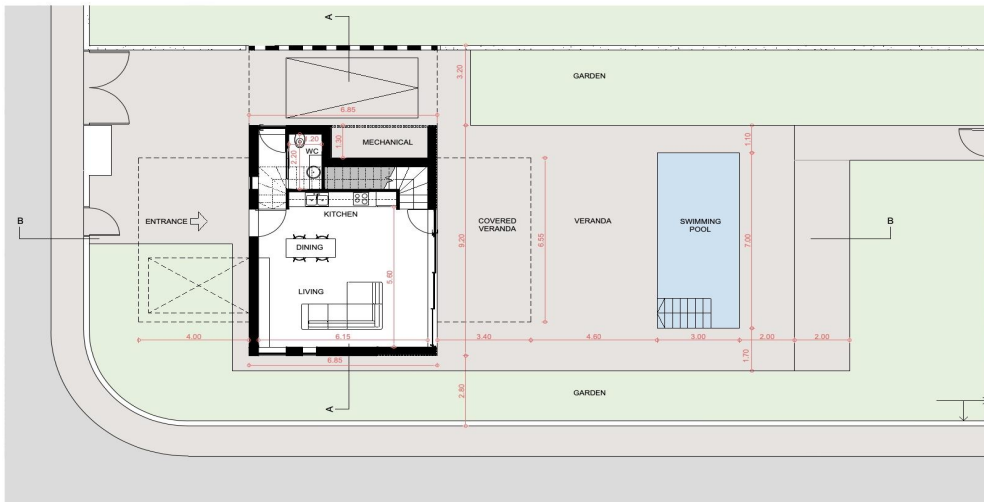 A
3.20
GARDEN
6.85
1.20
WC
1.30
MECHANICAL
2.20
1.10
B
ENTRANCE
KITCHEN
COVERED
VERANDA
VERANDA
SWIMMING
POOL
B
DINING
5.60
9.20
6.55
7.00
LIVING
4.00
6.15
3.40
4.60
3.00
2.00
2.00
6.85
1.70
2.80
GARDEN
A